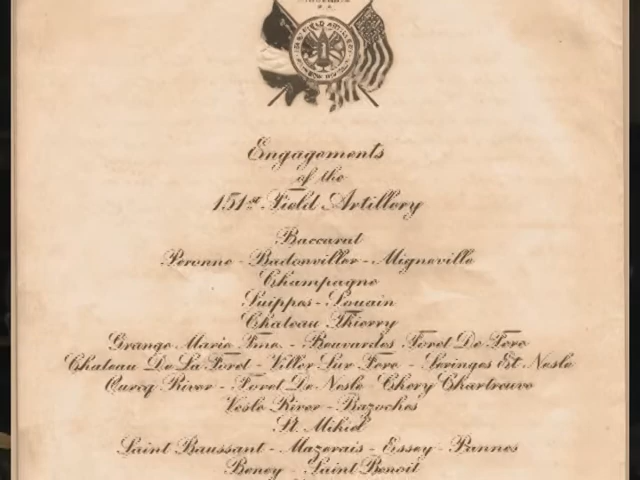 Engagements
of the
151st Field Artillery
Baccarat
Peronne - Badonviller - Migneville
Champagne
Suippes - Souain
Chateau Thierry
Grange Marie Fme - Beuvardes Foret De Fere
Chateau De La Foret - Viller Sur Fere - Seringes Et Nesle
Ourcq River - Foret De Nesle Chery Chartreuve
Vesle River - Bazoches
St. Mihiel
Saint Baussant - Mazerais - Essey - Pannes
Beney - Saint Benoit